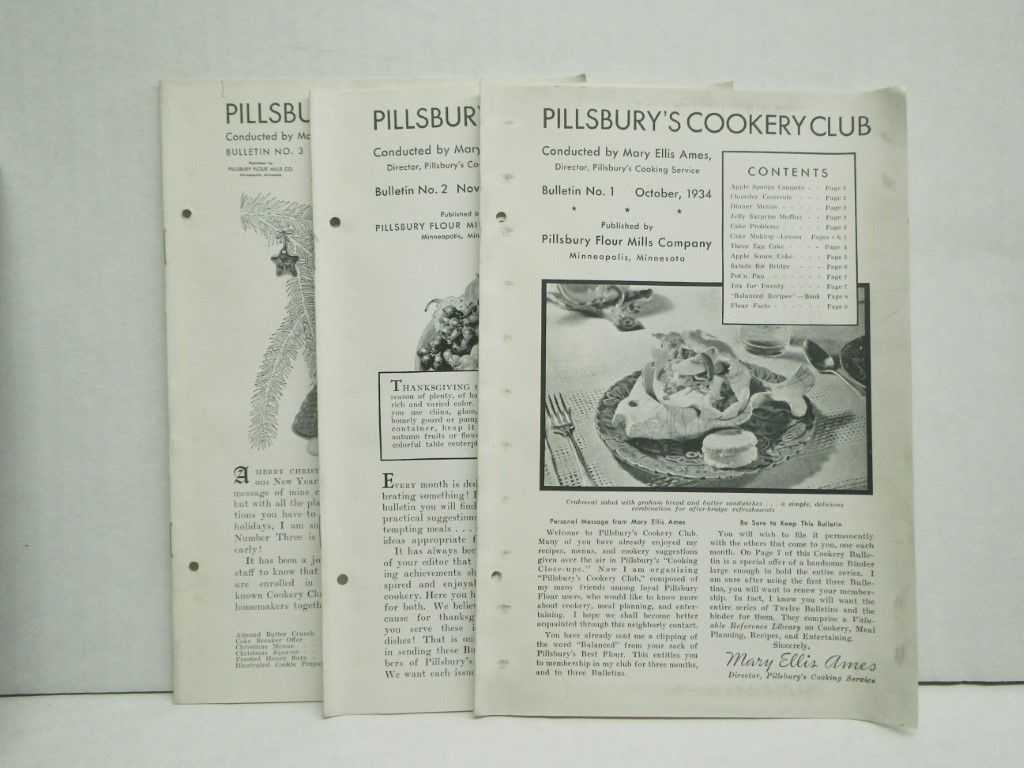 PILLSBU
Conducted by Ma
BULLETIN NO. 3
Published by
PILLSBURY FLOUR MILLS CO.
Minneapolis, Minnesota
A MERRY CHRIST
ous New Year
message of mine c
but with all the pla
tions you have to
holidays, I am su
Number Three is
early!
It has been a jo
staff to know that
are enrolled in
known Cookery Clu
homemakers togeth
Almond Butter Crunch
Cake Breaker Offer
Christmas Menus
Christmas Squares
Frosted Honey Bars
Illustrated Cookie Prepar
PILLSBURY
Conducted by Mary
Director, Pillsbury's Co
Bulletin No. 2 Nov
Published b
PILLSBURY FLOUR MI
Minneapolis, Min
THANKSGIVING
season of plenty, of ha
rich and varied color.
you use china, glass,
homely gourd or pump
container, heap it
autumn fruits or flow
colorful table centerp
EVERY month is ded
brating something! I
bulletin you will find
practical suggestions
tempting meals . . .
ideas appropriate f
It has always bee
of your editor that
ing achievements sh
spired and enjoyal
cookery. Here you h
for both. We believ
cause for thanksg
you serve these i
dishes! That is ou
in sending these Bu
bers of Pillsbury's
We want each issue
PILLSBURY'S COOKERY CLUB
Conducted by Mary Ellis Ames,
Director, Pillsbury's Cooking Service
Bulletin No. 1 October, 1934
* * *
Published by
Pillsbury Flour Mills Company
Minneapolis, Minnesota
CONTENTS
Apple Sponge Compote - - Page 2
Chowder Casserole - - - Page 2
Dinner Menus - - - - - Page 2
Jelly Surprise Muffins - - Page 2
Cake Problems - - - - Page 3
Cake Making—Lesson Pages 4 & 5
Three Egg Cake - - - - Page 4
Apple Sauce Cake - - - Page 5
Salads for Bridge - - - Page 6
Pot'n Pan - - - - - - Page 7
Tea for Twenty - - - - Page 7
"Balanced Recipes"—Book Page 8
Flour Facts - - - - - Page 8
Crabmeat salad with graham bread and butter sandwiches . . . a simple, delicious
combination for after-bridge refreshments
Personal Message from Mary Ellis Ames
Welcome to Pillsbury's Cookery Club.
Many of you have already enjoyed my
recipes, menus, and cookery suggestions
given over the air in Pillsbury's "Cooking
Close-ups." Now I am organizing
"Pillsbury's Cookery Club," composed of
my many friends among loyal Pillsbury
Flour users, who would like to know more
about cookery, meal planning, and enter-
taining. I hope we shall become better
acquainted through this neighborly contact.
You have already sent me a clipping of
the word "Balanced" from your sack of
Pillsbury's Best Flour. This entitles you
to membership in my club for three months,
and to three Bulletins.
Be Sure to Keep This Bulletin
You will wish to file it permanently
with the others that come to you, one each
month. On Page 7 of this Cookery Bulle-
tin is a special offer of a handsome Binder
large enough to hold the entire series. I
am sure after using the first three Bulle-
tins, you will want to renew your member-
ship. In fact, I know you will want the
entire series of Twelve Bulletins and the
binder for them. They comprise a Valu-
able Reference Library on Cookery, Meal
Planning, Recipes, and Entertaining.
Sincerely,
Mary Ellis Ames
Director, Pillsbury's Cooking Service